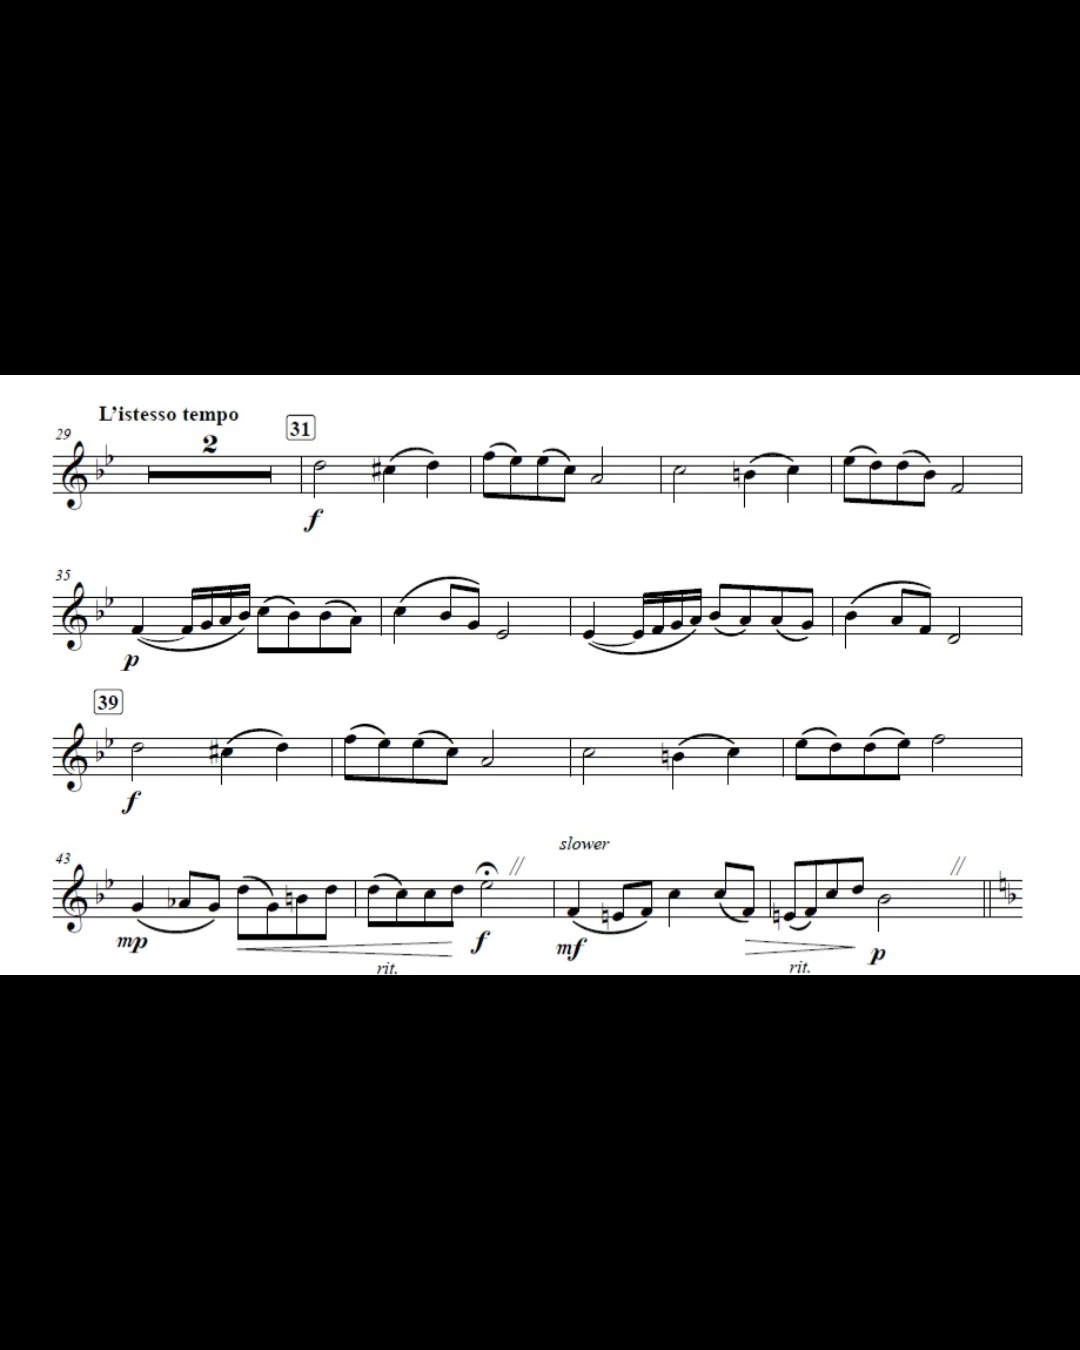 L'istesso tempo
29 2 31
f
35
p
39
f
slower
43
mp f mf p
rit. rit.